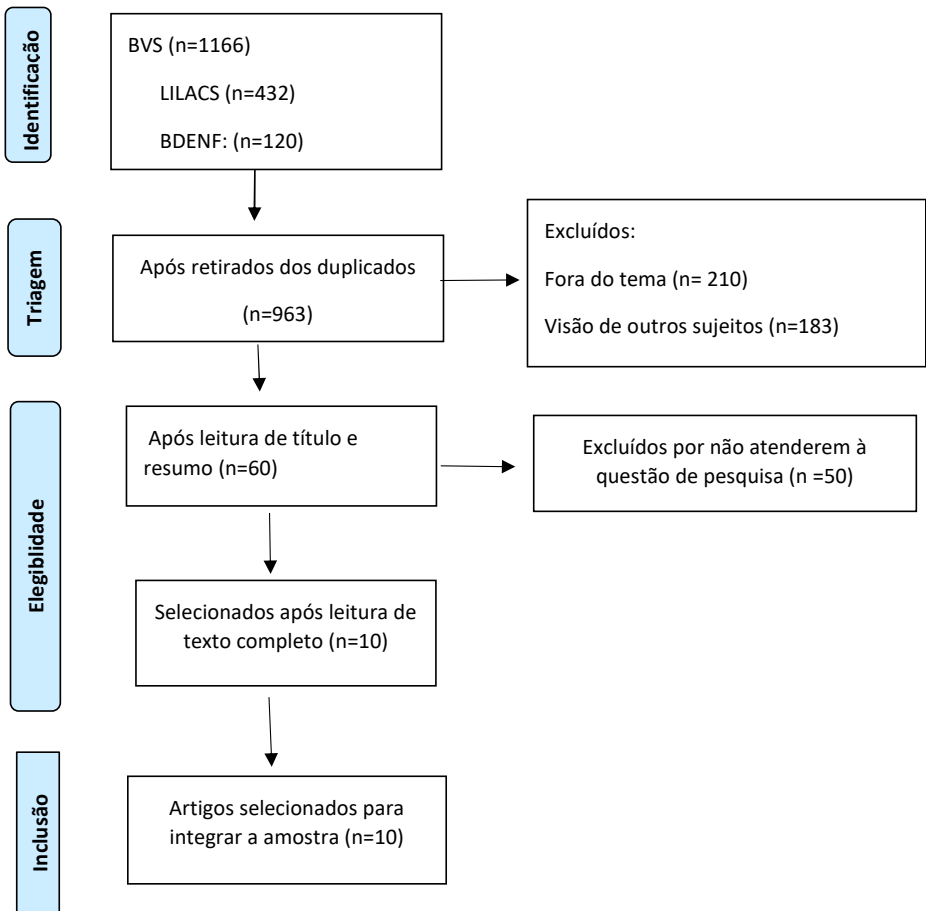 Identificação
BVS (n=1166)
LILACS (n=432)
BDENF: (n=120)
Triagem
Após retirados dos duplicados
(n=963)
Excluídos:
Fora do tema (n= 210)
Visão de outros sujeitos (n=183)
Elegiblidade
Após leitura de título e
resumo (n=60)
Excluídos por não atenderem à
questão de pesquisa (n =50)
Selecionados após leitura de
texto completo (n=10)
Inclusão
Artigos selecionados para
integrar a amostra (n=10)